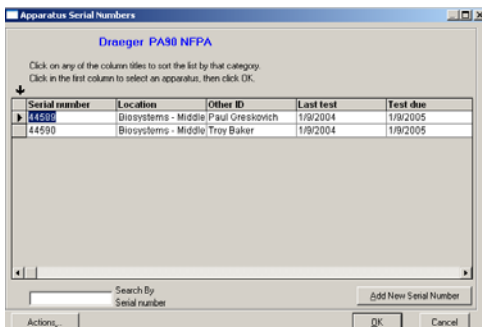 Apparatus Serial Numbers
Draeger PA90 NFPA
Click on any of the column titles to sort the list by that category.
Click in the first column to select an apparatus, then click OK.
Serial number Location Other ID Last test Test due
44589 Biosystems - Middle Paul Greskovich 1/9/2004 1/9/2005
44590 Biosystems - Middle Troy Baker 1/9/2004 1/9/2005
Search By
Serial number
Add New Serial Number
Actions... OK Cancel